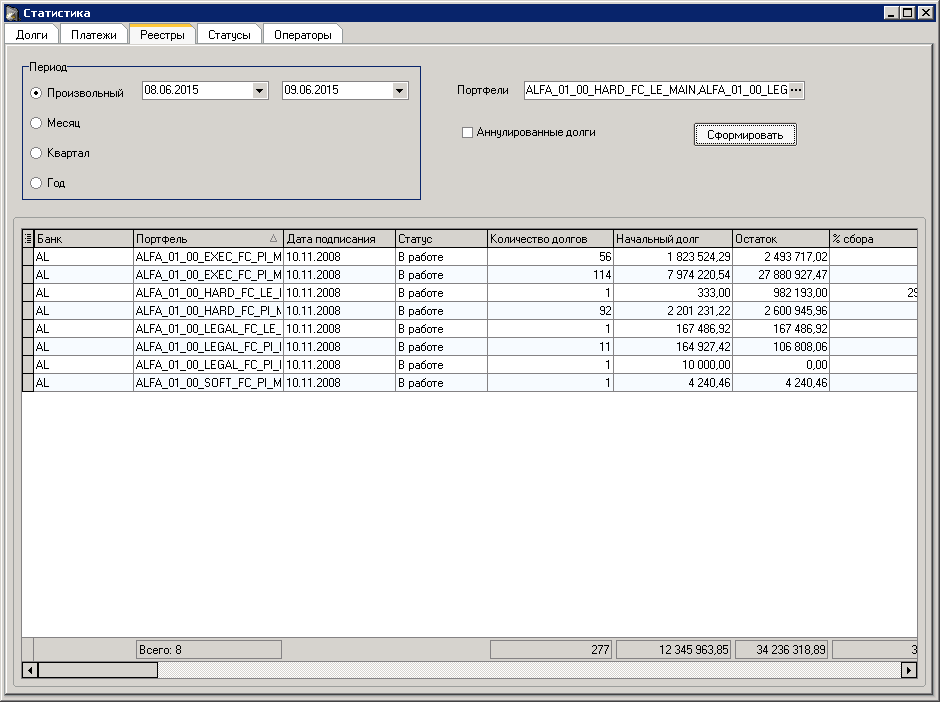 Статистика
Долги Платежи Реестры Статусы Операторы
Период
Произвольный 08.06.2015 09.06.2015
Портфели ALFA_01_00_HARD_FC_LE_MAIN,ALFA_01_00_LEG ...
Месяц
Аннулированные долги Сформировать
Квартал
Год
Банк Портфель Дата подписания Статус Количество долгов Начальный долг Остаток % сбора
AL ALFA_01_00_EXEC_FC_PI_M 10.11.2008 В работе 56 1 823 524,29 2 493 717,02
AL ALFA_01_00_EXEC_FC_PI_M 10.11.2008 В работе 114 7 974 220,54 27 880 927,47
AL ALFA_01_00_HARD_FC_LE_ 10.11.2008 В работе 1 333,00 982 193,00 29
AL ALFA_01_00_HARD_FC_PI_M 10.11.2008 В работе 92 2 201 231,22 2 600 945,96
AL ALFA_01_00_LEGAL_FC_LE_ 10.11.2008 В работе 1 167 486,92 167 486,92
AL ALFA_01_00_LEGAL_FC_PI_ 10.11.2008 В работе 11 164 927,42 106 808,06
AL ALFA_01_00_LEGAL_FC_PI_ 10.11.2008 В работе 1 10 000,00 0,00
AL ALFA_01_00_SOFT_FC_PI_M 10.11.2008 В работе 1 4 240,46 4 240,46
Всего: 8 277 12 345 963,85 34 236 318,89 3